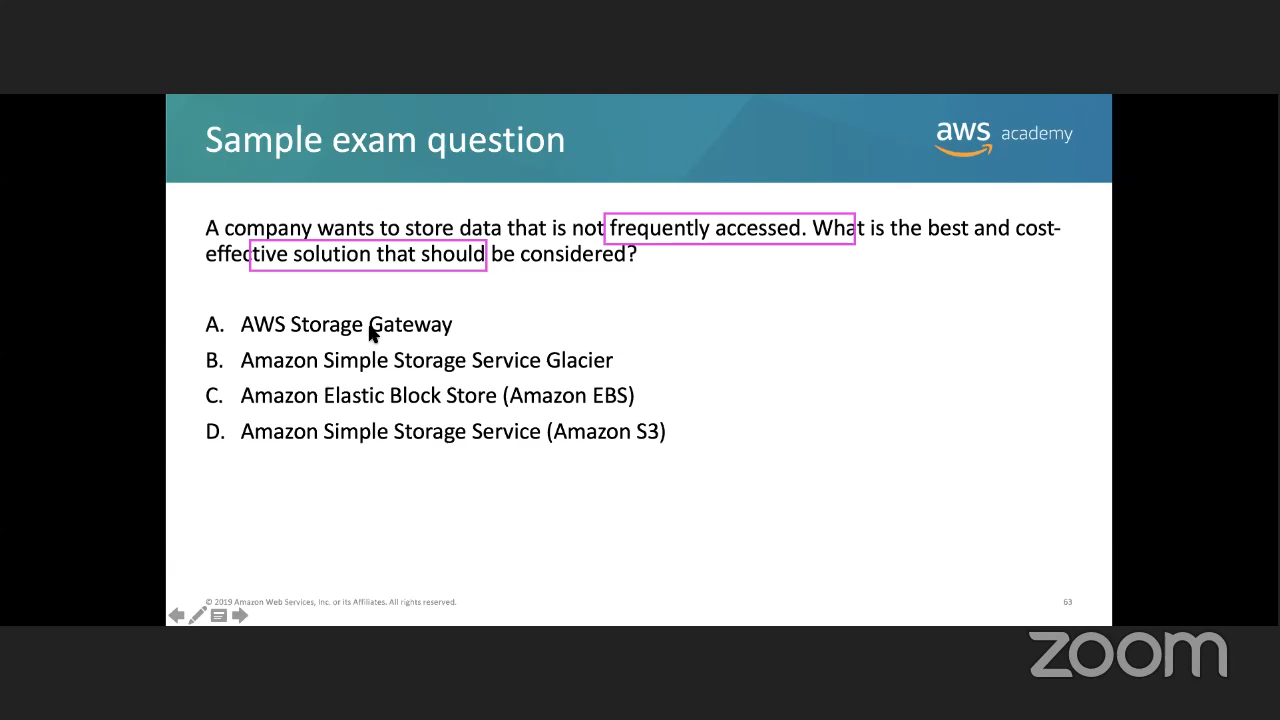 Sample exam question
aws academy
A company wants to store data that is not frequently accessed. What is the best and cost-
effective solution that should be considered?
A. AWS Storage Gateway
B. Amazon Simple Storage Service Glacier
C. Amazon Elastic Block Store (Amazon EBS)
D. Amazon Simple Storage Service (Amazon S3)
© 2019 Amazon Web Services, Inc. or its Affiliates. All rights reserved.
63
zoom